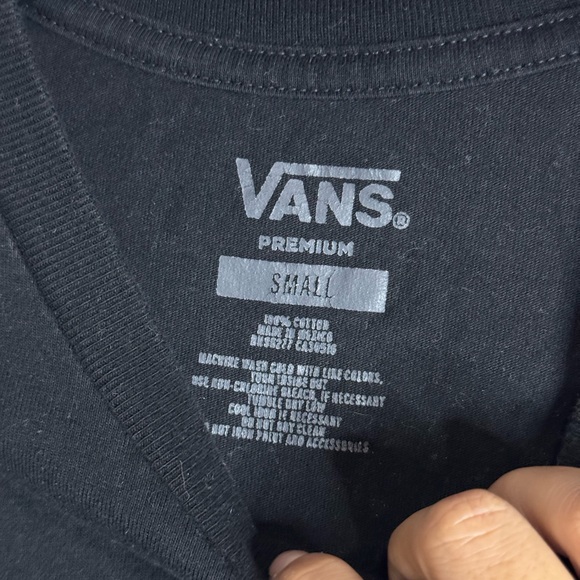 VANS®
PREMIUM
SMALL
100% COTTON
MADE IN MEXICO
MACHINE WASH COLD WITH LIKE COLORS,
TURN INSIDE OUT
USE NON-CHLORINE BLEACH, IF NECESSARY
TUMBLE DRY LOW
COOL IRON IF NECESSARY
DO NOT DRY CLEAN
DO NOT IRON PRINT AND ACCESSORIES